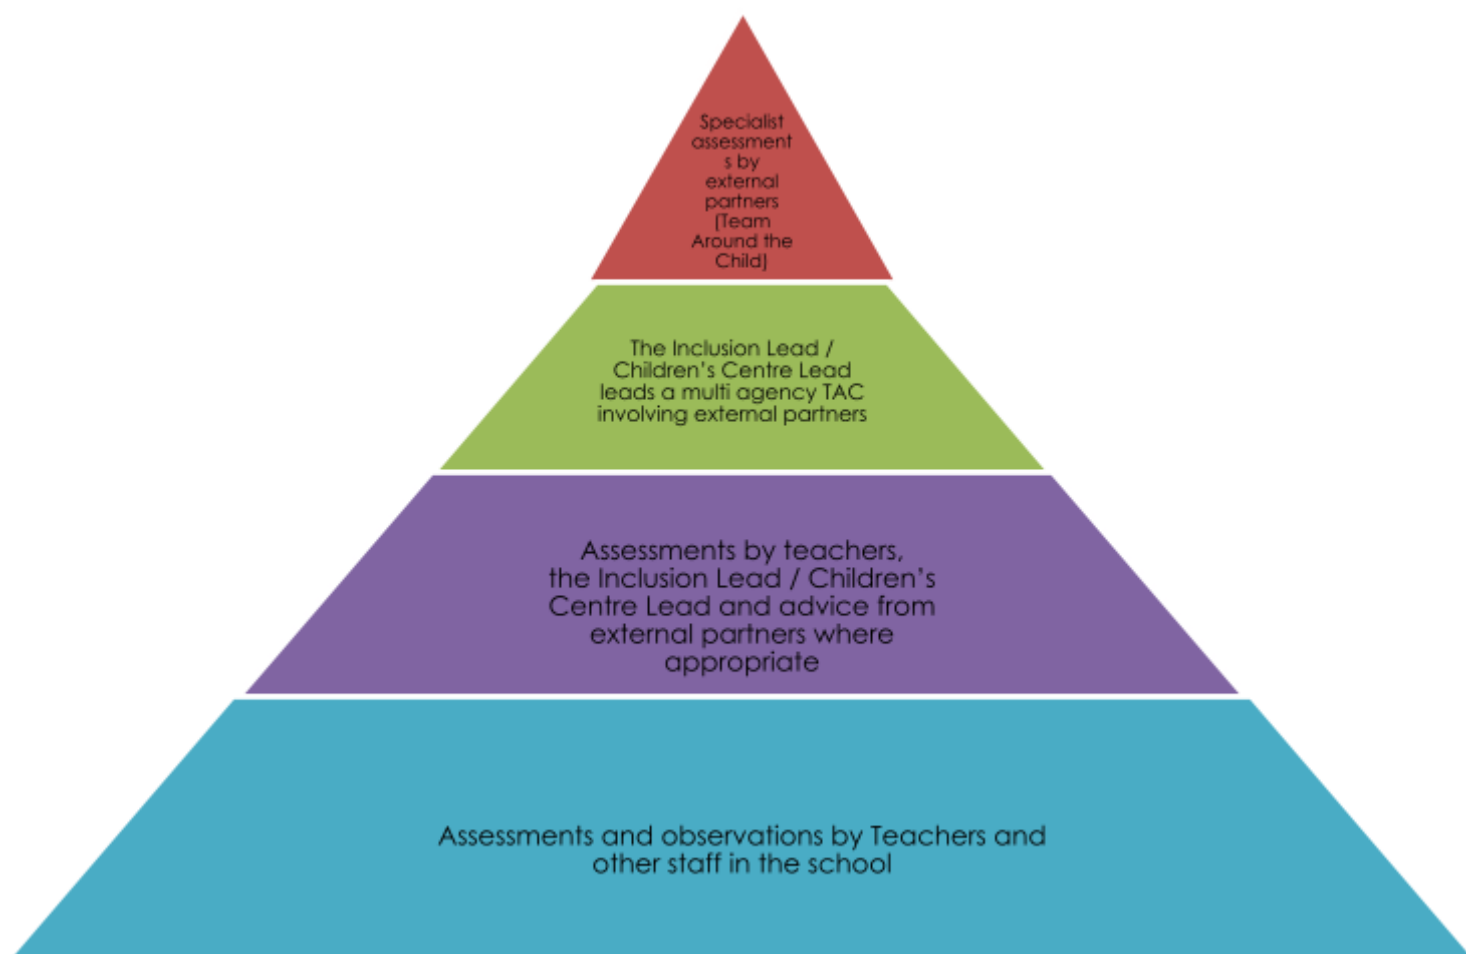 Specialist
assessment
s by
external
partners
(Team
Around the
Child)
The Inclusion Lead /
Children's Centre Lead
leads a multi agency TAC
involving external partners
Assessments by teachers,
the Inclusion Lead / Children's
Centre Lead and advice from
external partners where
appropriate
Assessments and observations by Teachers and
other staff in the school